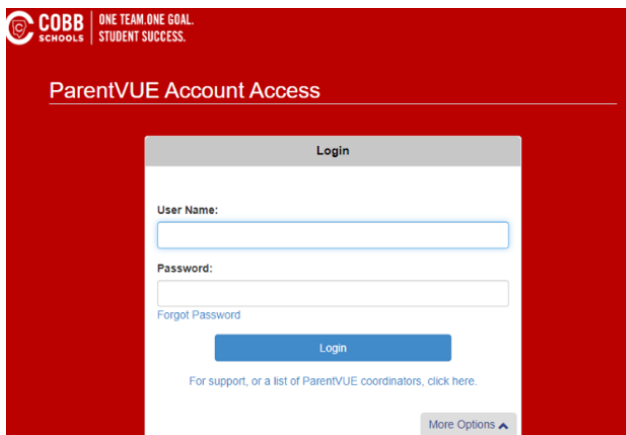 COBB
SCHOOLS
ONE TEAM.ONE GOAL.
STUDENT SUCCESS.
ParentVUE Account Access
Login
User Name:
Password:
Forgot Password
Login
For support, or a list of ParentVUE coordinators, click here.
More Options